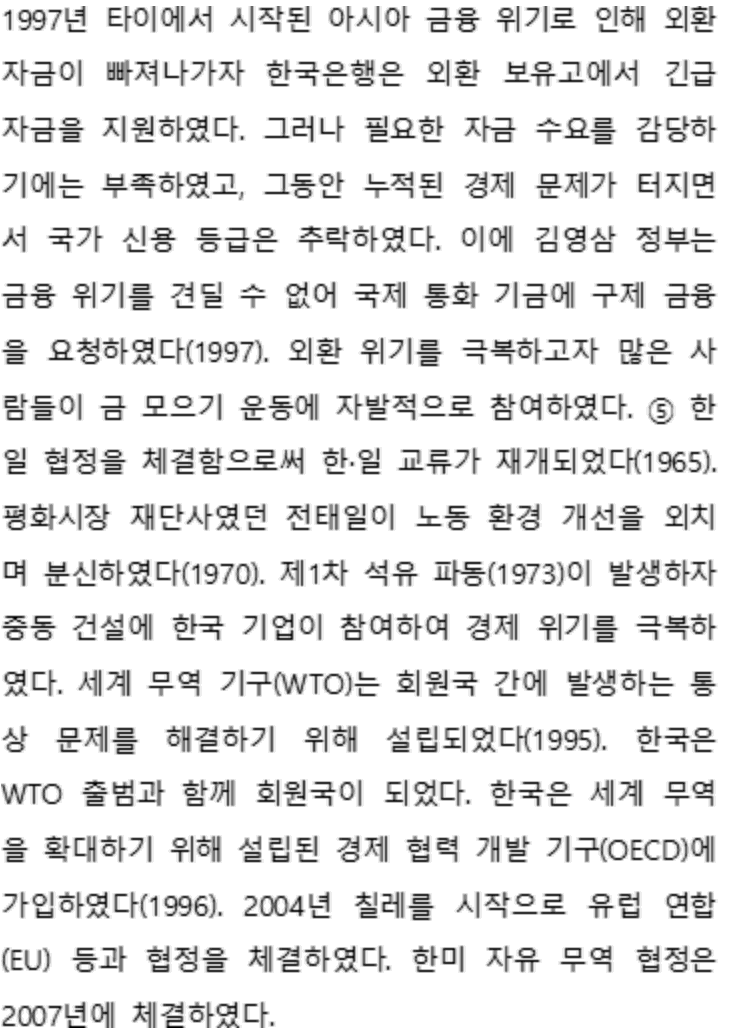 1997년 타이에서 시작된 아시아 금융 위기로 인해 외환
자금이 빠져나가자 한국은행은 외환 보유고에서 긴급
자금을 지원하였다. 그러나 필요한 자금 수요를 감당하
기에는 부족하였고, 그동안 누적된 경제 문제가 터지면
서 국가 신용 등급은 추락하였다. 이에 김영삼 정부는
금융 위기를 견딜 수 없어 국제 통화 기금에 구제 금융
을 요청하였다(1997). 외환 위기를 극복하고자 많은 사
람들이 금 모으기 운동에 자발적으로 참여하였다. ⑤ 한
일 협정을 체결함으로써 한·일 교류가 재개되었다(1965).
평화시장 재단사였던 전태일이 노동 환경 개선을 외치
며 분신하였다(1970). 제1차 석유 파동(1973)이 발생하자
중동 건설에 한국 기업이 참여하여 경제 위기를 극복하
였다. 세계 무역 기구(WTO)는 회원국 간에 발생하는 통
상 문제를 해결하기 위해 설립되었다(1995). 한국은
WTO 출범과 함께 회원국이 되었다. 한국은 세계 무역
을 확대하기 위해 설립된 경제 협력 개발 기구(OECD)에
가입하였다(1996). 2004년 칠레를 시작으로 유럽 연합
(EU) 등과 협정을 체결하였다. 한미 자유 무역 협정은
2007년에 체결하였다.